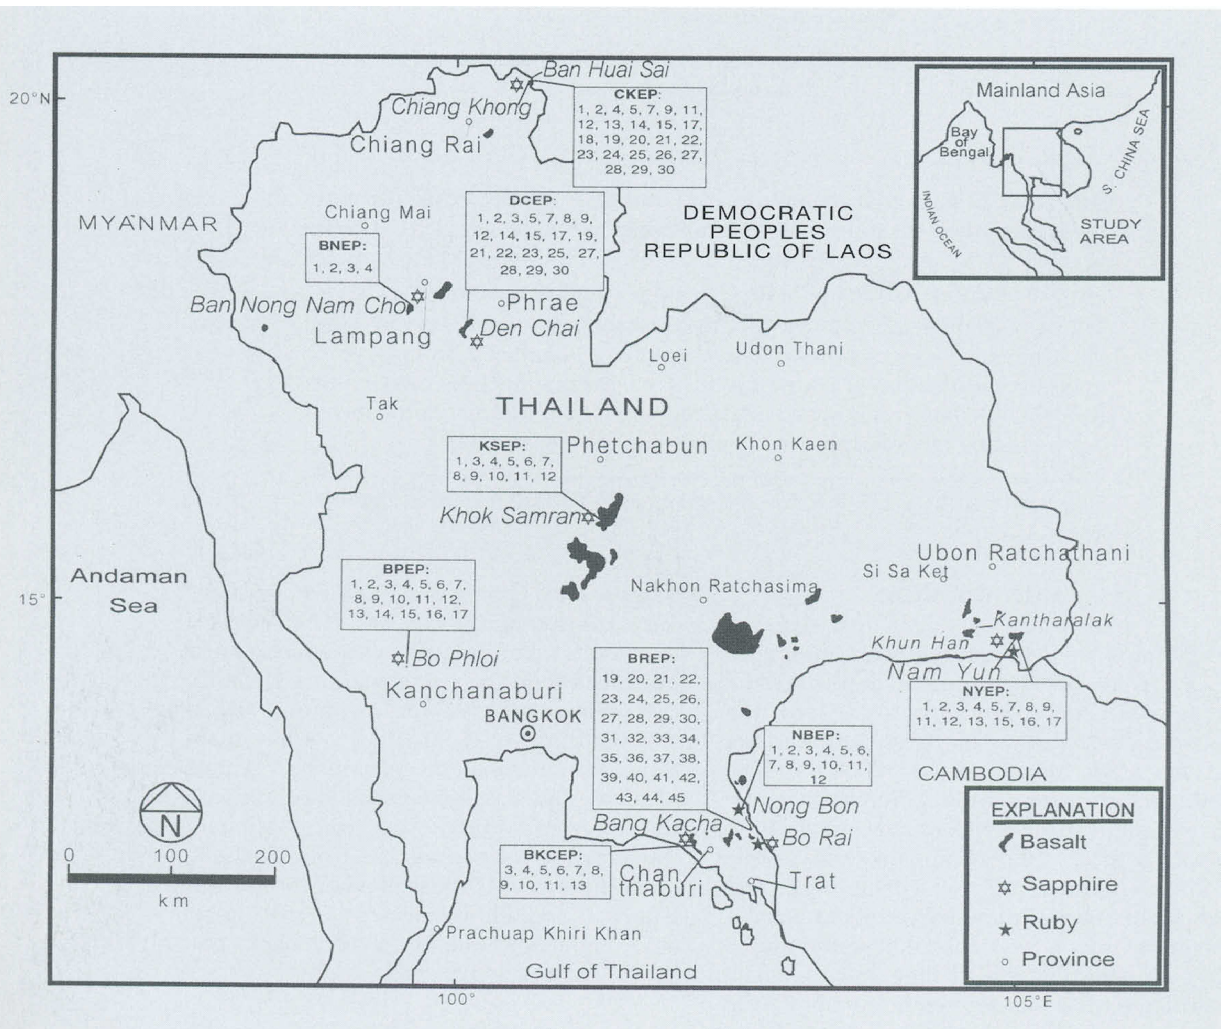 Ban Huai Sai
20°N
Chiang Khong
Chiang Rai
CKEP:
1, 2, 4, 5, 7, 9, 11,
12, 13, 14, 15, 17,
18, 19, 20, 21, 22,
23, 24, 25, 26, 27,
28, 29, 30
Mainland Asia
Bay
of
Bengal
S. CHINA SEA
INDIAN OCEAN
STUDY
AREA
MYANMAR
Chiang Mai
BNEP:
1, 2, 3, 4
DCEP:
1, 2, 3, 5, 7, 8, 9,
12, 14, 15, 17, 19,
21, 22, 23, 25, 27,
28, 29, 30
DEMOCRATIC
PEOPLES
REPUBLIC OF LAOS
Ban Nong Nam Cho
Lampang
Phrae
Den Chai
Loei
Udon Thani
Tak
THAILAND
KSEP:
1, 3, 4, 5, 6, 7,
8, 9, 10, 11, 12
Phetchabun
Khon Kaen
Khok Samran
Andaman
Sea
15°
BPEP:
1, 2, 3, 4, 5, 6, 7,
8, 9, 10, 11, 12,
13, 14, 15, 16, 17
Bo Phloi
Kanchanaburi
BANGKOK
Nakhon Ratchasima
Ubon Ratchathani
Si Sa Ket
Kantharalak
Khun Han
Nam Yun
NYEP:
1, 2, 3, 4, 5, 7, 8, 9,
11, 12, 13, 15, 16, 17
BREP:
19, 20, 21, 22,
23, 24, 25, 26,
27, 28, 29, 30,
31, 32, 33, 34,
35, 36, 37, 38,
39, 40, 41, 42,
43, 44, 45
NBEP:
1, 2, 3, 4, 5, 6,
7, 8, 9, 10, 11,
12
CAMBODIA
Nong Bon
Bang Kacha
Bo Rai
BKCEP:
3, 4, 5, 6, 7, 8,
9, 10, 11, 13
Chan
thaburi
Trat
N
0 100 200
km
Prachuap Khiri Khan
Gulf of Thailand
EXPLANATION
Basalt
Sapphire
Ruby
Province
100°
105°E